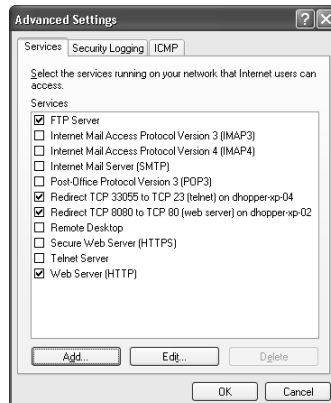 Advanced Settings
Services
Security Logging
ICMP
Select the services running on your network that Internet users can
access.
Services
FTP Server
Internet Mail Access Protocol Version 3 (IMAP3)
Internet Mail Access Protocol Version 4 (IMAP4)
Internet Mail Server (SMTP)
Post-Office Protocol Version 3 (POP3)
Redirect TCP 33055 to TCP 23 (telnet) on dhopper-xp-04
Redirect TCP 8080 to TCP 80 (web server) on dhopper-xp-02
Remote Desktop
Secure Web Server (HTTPS)
Telnet Server
Web Server (HTTP)
Add...
Edit...
Delete
OK
Cancel